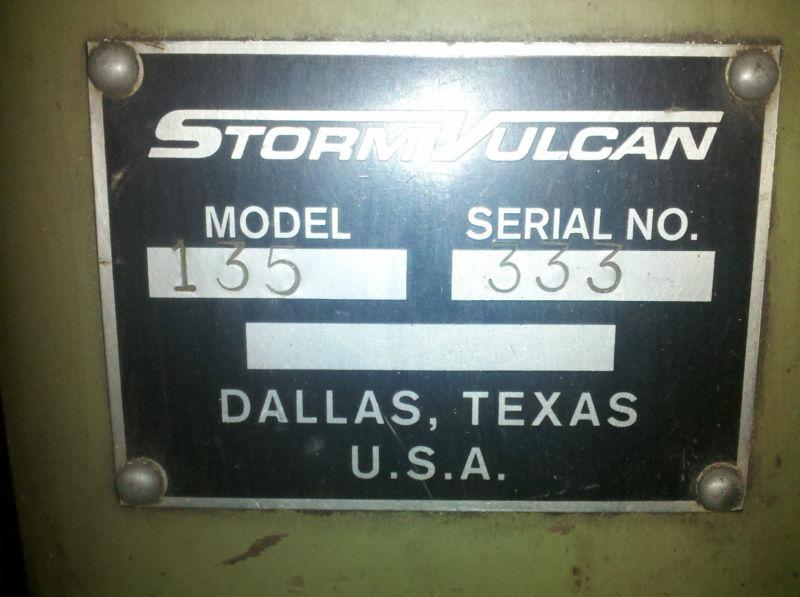 STORMVULCAN
MODEL SERIAL NO.
135 333
DALLAS, TEXAS
U.S.A.